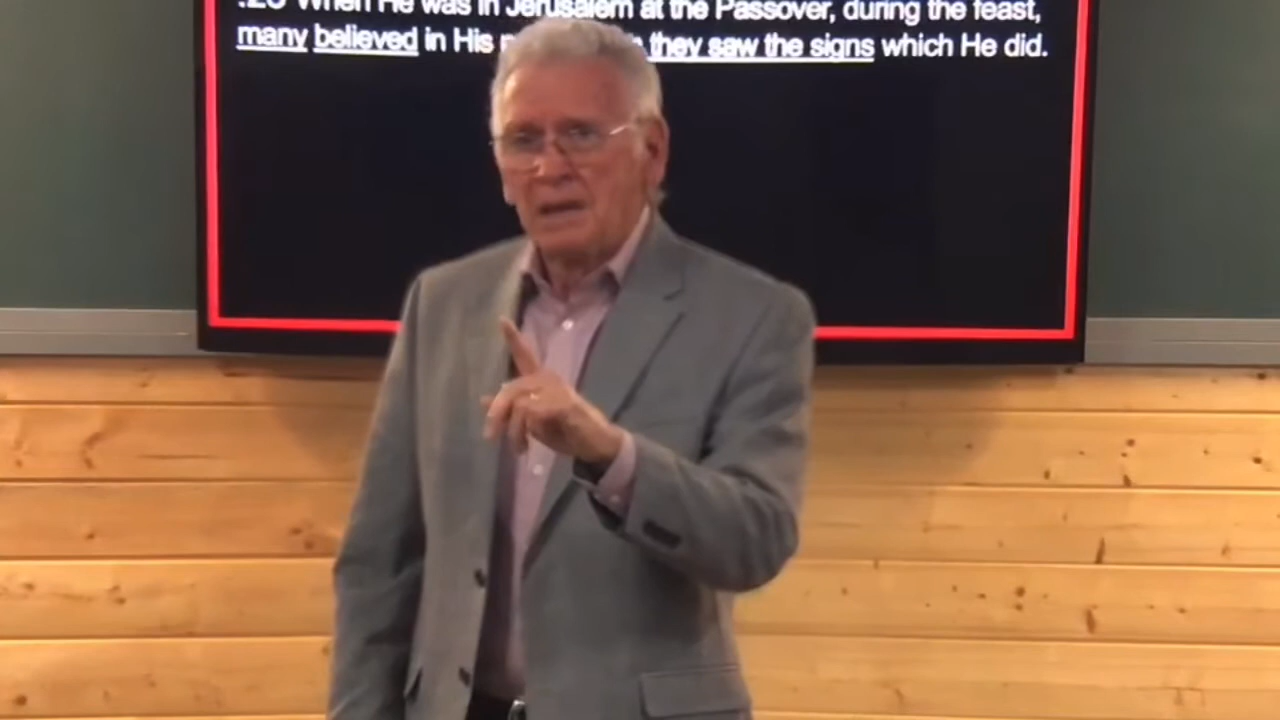 :23 When He was in Jerusalem at the Passover, during the feast,
many believed in His they saw the signs which He did.